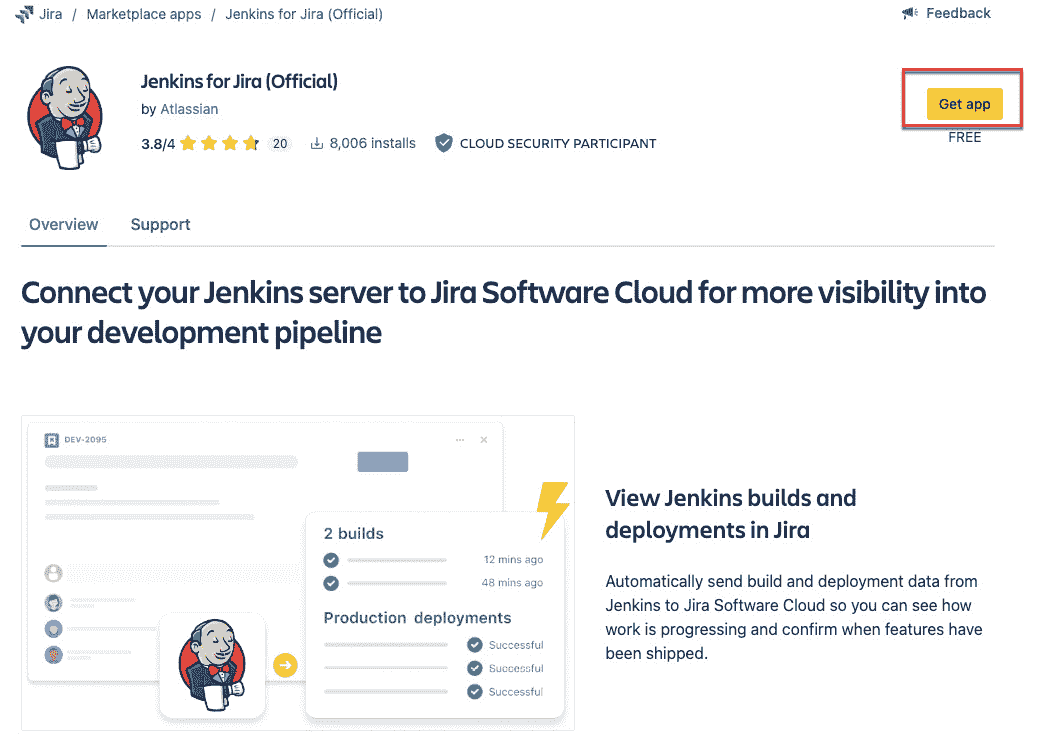 Jira / Marketplace apps / Jenkins for Jira (Official)
Feedback
Jenkins for Jira (Official)
by Atlassian
3.8/4 20 8,006 installs CLOUD SECURITY PARTICIPANT
Get app
FREE
Overview Support
Connect your Jenkins server to Jira Software Cloud for more visibility into
your development pipeline
DEV-2095
2 builds
12 mins ago
48 mins ago
Production deployments
Successful
Successful
Successful
View Jenkins builds and
deployments in Jira
Automatically send build and deployment data from
Jenkins to Jira Software Cloud so you can see how
work is progressing and confirm when features have
been shipped.